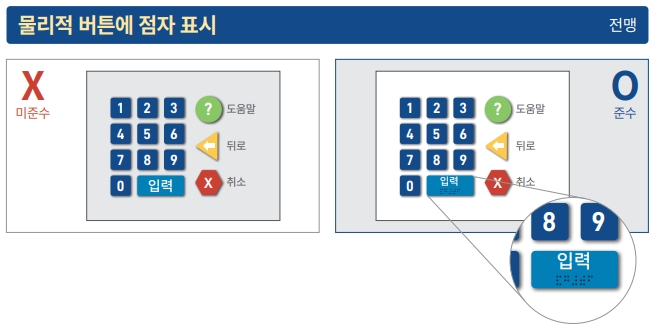 물리적 버튼에 점자 표시
전맹
X
미준수
1 2 3 ? 도움말
4 5 6 뒤로
7 8 9
0 입력 X 취소
O
준수
1 2 3 ? 도움말
4 5 6 뒤로
7 8 9
0 입력 X 취소
8 9
입력